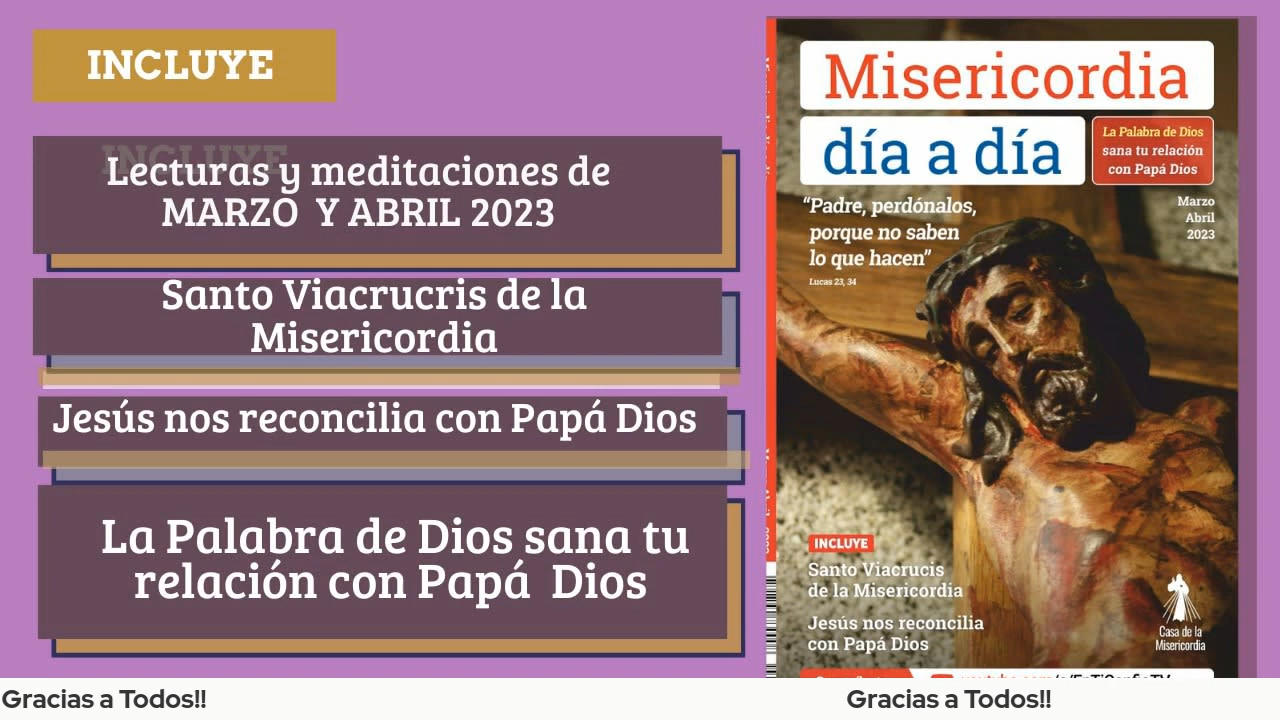 INCLUYE
INCLUYE
Lecturas y meditaciones de
MARZO Y ABRIL 2023
Santo Viacrucris de la
Misericordia
Jesús nos reconcilia con Papá Dios
La Palabra de Dios sana tu
relación con Papá Dios
Misericordia
día a día
La Palabra de Dios
sana tu relación
con Papá Dios
“Padre, perdónalos,
porque no saben
lo que hacen”
Lucas 23, 34
Marzo
Abril
2023
INCLUYE
Santo Viacrucis
de la Misericordia
Jesús nos reconcilia
con Papá Dios
Casa de la
Misericordia
Gracias a Todos!!
Gracias a Todos!!